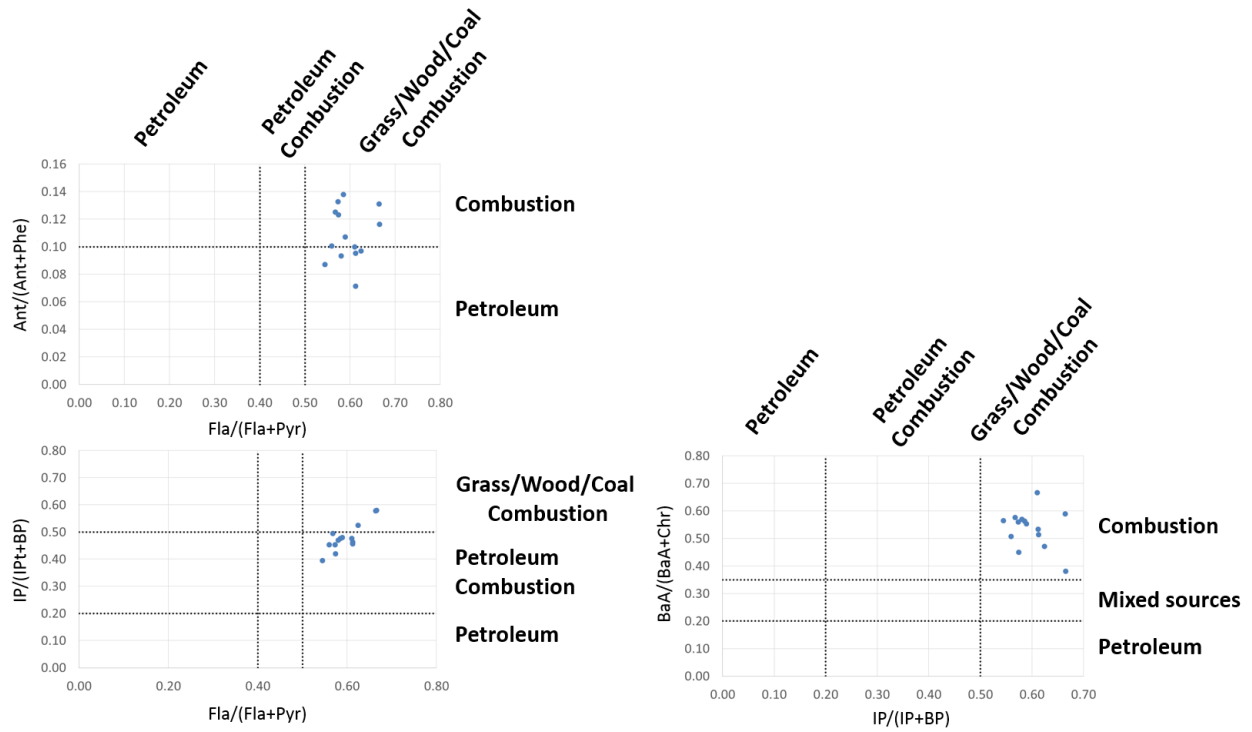 Petroleum
Petroleum
Combustion
Grass/Wood/Coal
Combustion
0.16
0.14
0.12
0.10
0.08
0.06
0.04
0.02
0.00
Ant/(Ant+Phe)
Combustion
Petroleum
0.00 0.10 0.20 0.30 0.40 0.50 0.60 0.70 0.80
Fla/(Fla+Pyr)
0.80
0.70
0.60
0.50
0.40
0.30
0.20
0.10
0.00
IP/(IPt+BP)
Grass/Wood/Coal
Combustion
Petroleum
Combustion
Petroleum
0.00 0.20 0.40 0.60 0.80
Fla/(Fla+Pyr)
Petroleum
Petroleum
Combustion
Grass/Wood/Coal
Combustion
0.80
0.70
0.60
0.50
0.40
0.30
0.20
0.10
0.00
BaA/(BaA+Chr)
Combustion
Mixed sources
Petroleum
0.00 0.10 0.20 0.30 0.40 0.50 0.60 0.70
IP/(IP+BP)